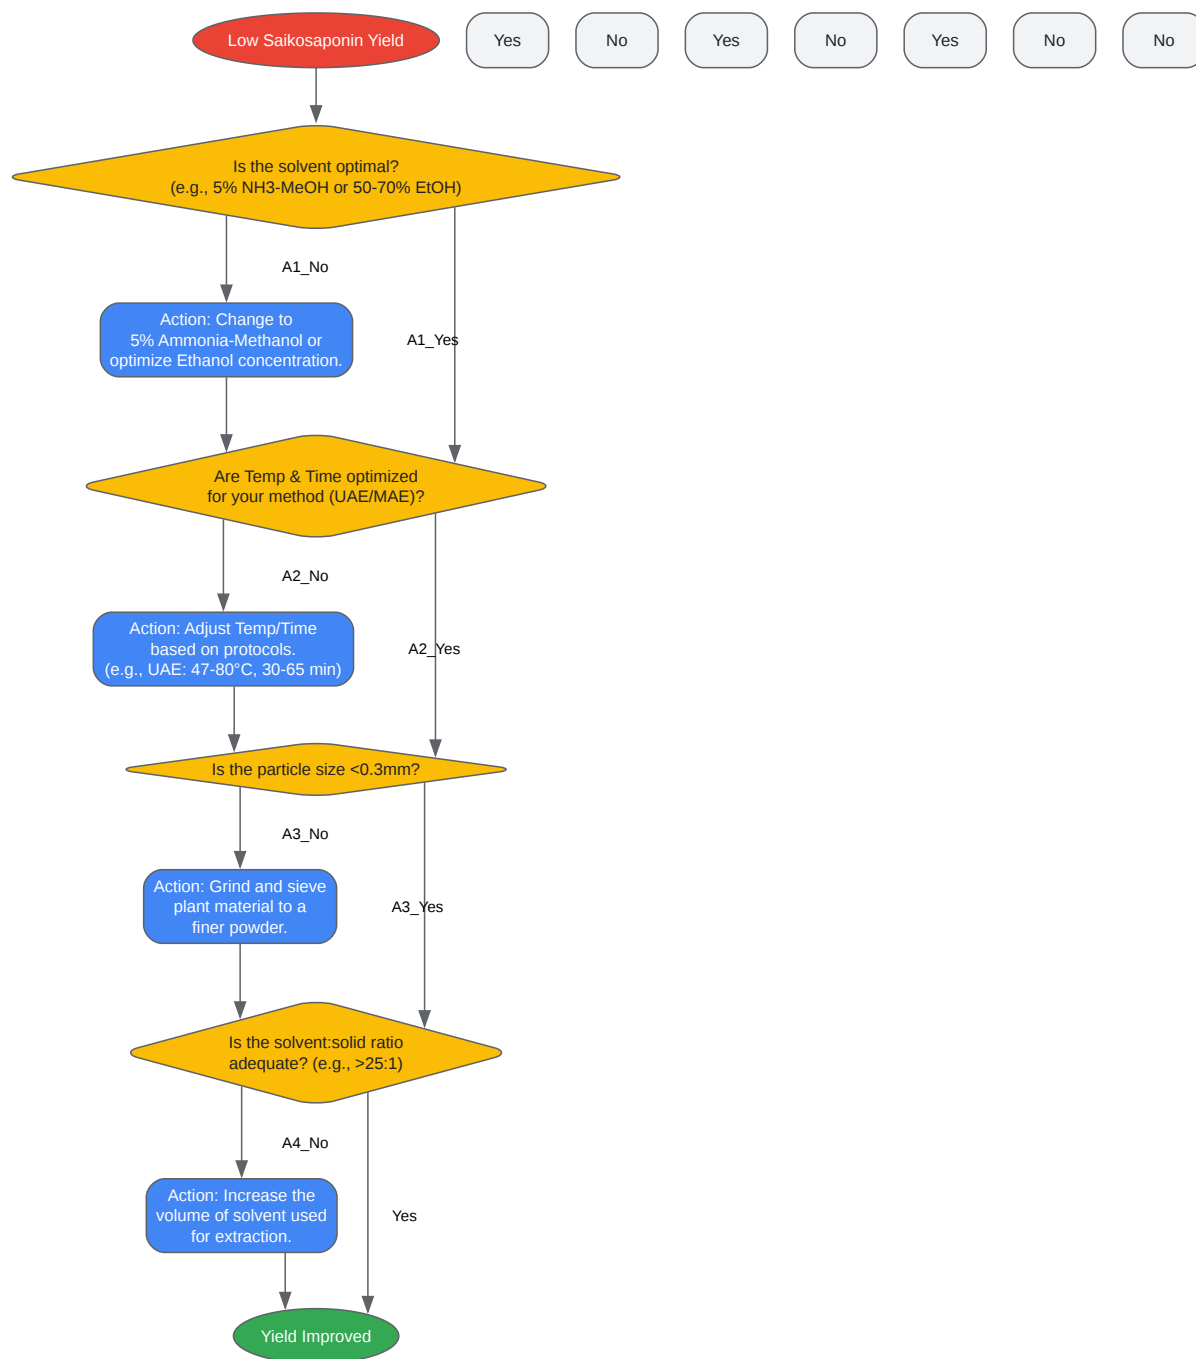 Low Saikosaponin Yield
Yes
No
Yes
No
Yes
No
No
Is the solvent optimal?
(e.g., 5% NH3-MeOH or 50-70% EtOH)
A1_No
Action: Change to
5% Ammonia-Methanol or
optimize Ethanol concentration.
A1_Yes
Are Temp & Time optimized
for your method (UAE/MAE)?
A2_No
Action: Adjust Temp/Time
based on protocols.
(e.g., UAE: 47-80°C, 30-65 min)
A2_Yes
Is the particle size <0.3mm?
A3_No
Action: Grind and sieve
plant material to a
finer powder.
A3_Yes
Is the solvent:solid ratio
adequate? (e.g., >25:1)
A4_No
Action: Increase the
volume of solvent used
for extraction.
Yes
Yield Improved